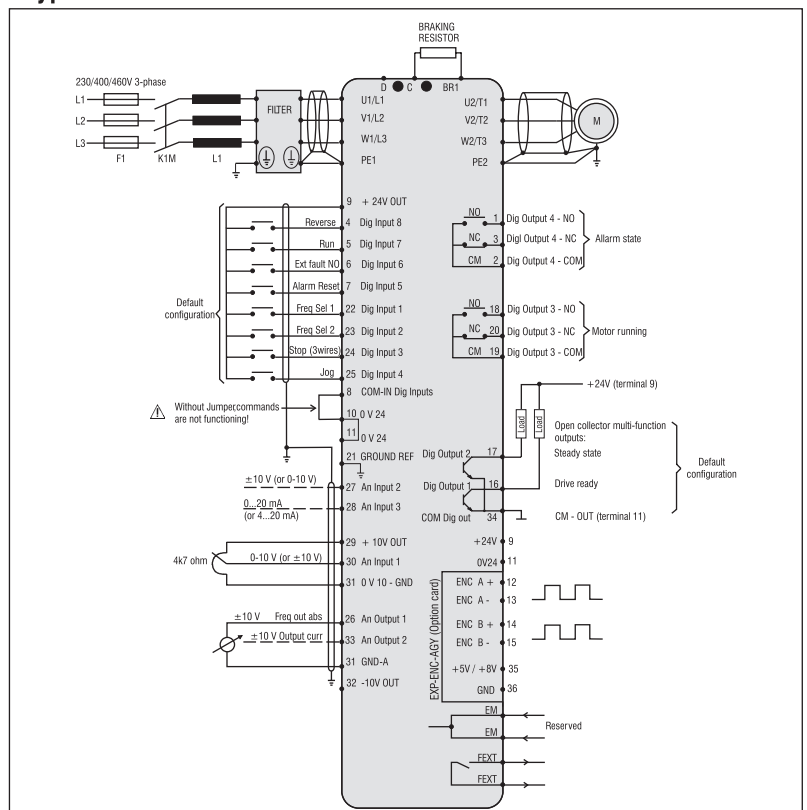 BRAKING
RESISTOR
230/400/460V 3-phase
D C BR1
L1
L2
L3
F1 K1M L1
FILTER
U1/L1
V1/L2
W1/L3
PE1
U2/T1
V2/T2
W2/T3
PE2
M
9 + 24V OUT
Reverse 4 Dig Input 8
Run 5 Dig Input 7
Ext fault NO 6 Dig Input 6
Alarm Reset 7 Dig Input 5
Freq Sel 1 22 Dig Input 1
Freq Sel 2 23 Dig Input 2
Stop (3wires) 24 Dig Input 3
Jog 25 Dig Input 4
Default
configuration
8 COM-IN Dig Inputs
Without Jumper,commands
are not functioning!
10 0 V 24
11 0 V 24
21 GROUND REF
±10 V (or 0-10 V) 27 An Input 2
0...20 mA
(or 4...20 mA) 28 An Input 3
29 + 10V OUT
4k7 ohm
0-10 V (or ±10 V) 30 An Input 1
31 0 V 10 - GND
±10 V Freq out abs 26 An Output 1
±10 V Output curr 33 An Output 2
31 GND-A
32 -10V OUT
NO 1 Dig Output 4 - NO
NC 3 Digl Output 4 - NC
CM 2 Dig Output 4 - COM
Allarm state
NO 18 Dig Output 3 - NO
NC 20 Dig Output 3 - NC
CM 19 Dig Output 3 - COM
Motor running
+24V (terminal 9)
Load Load
Open collector multi-function
outputs:
Dig Output 2 17 Steady state
Dig Output 1 16 Drive ready
COM Dig out 34 CM - OUT (terminal 11)
Default
configuration
+24V 9
0V24 11
EXP-ENC-AGY (Option card)
ENC A + 12
ENC A - 13
ENC B + 14
ENC B - 15
+5V / +8V 35
GND 36
EM
EM
Reserved
FEXT
FEXT